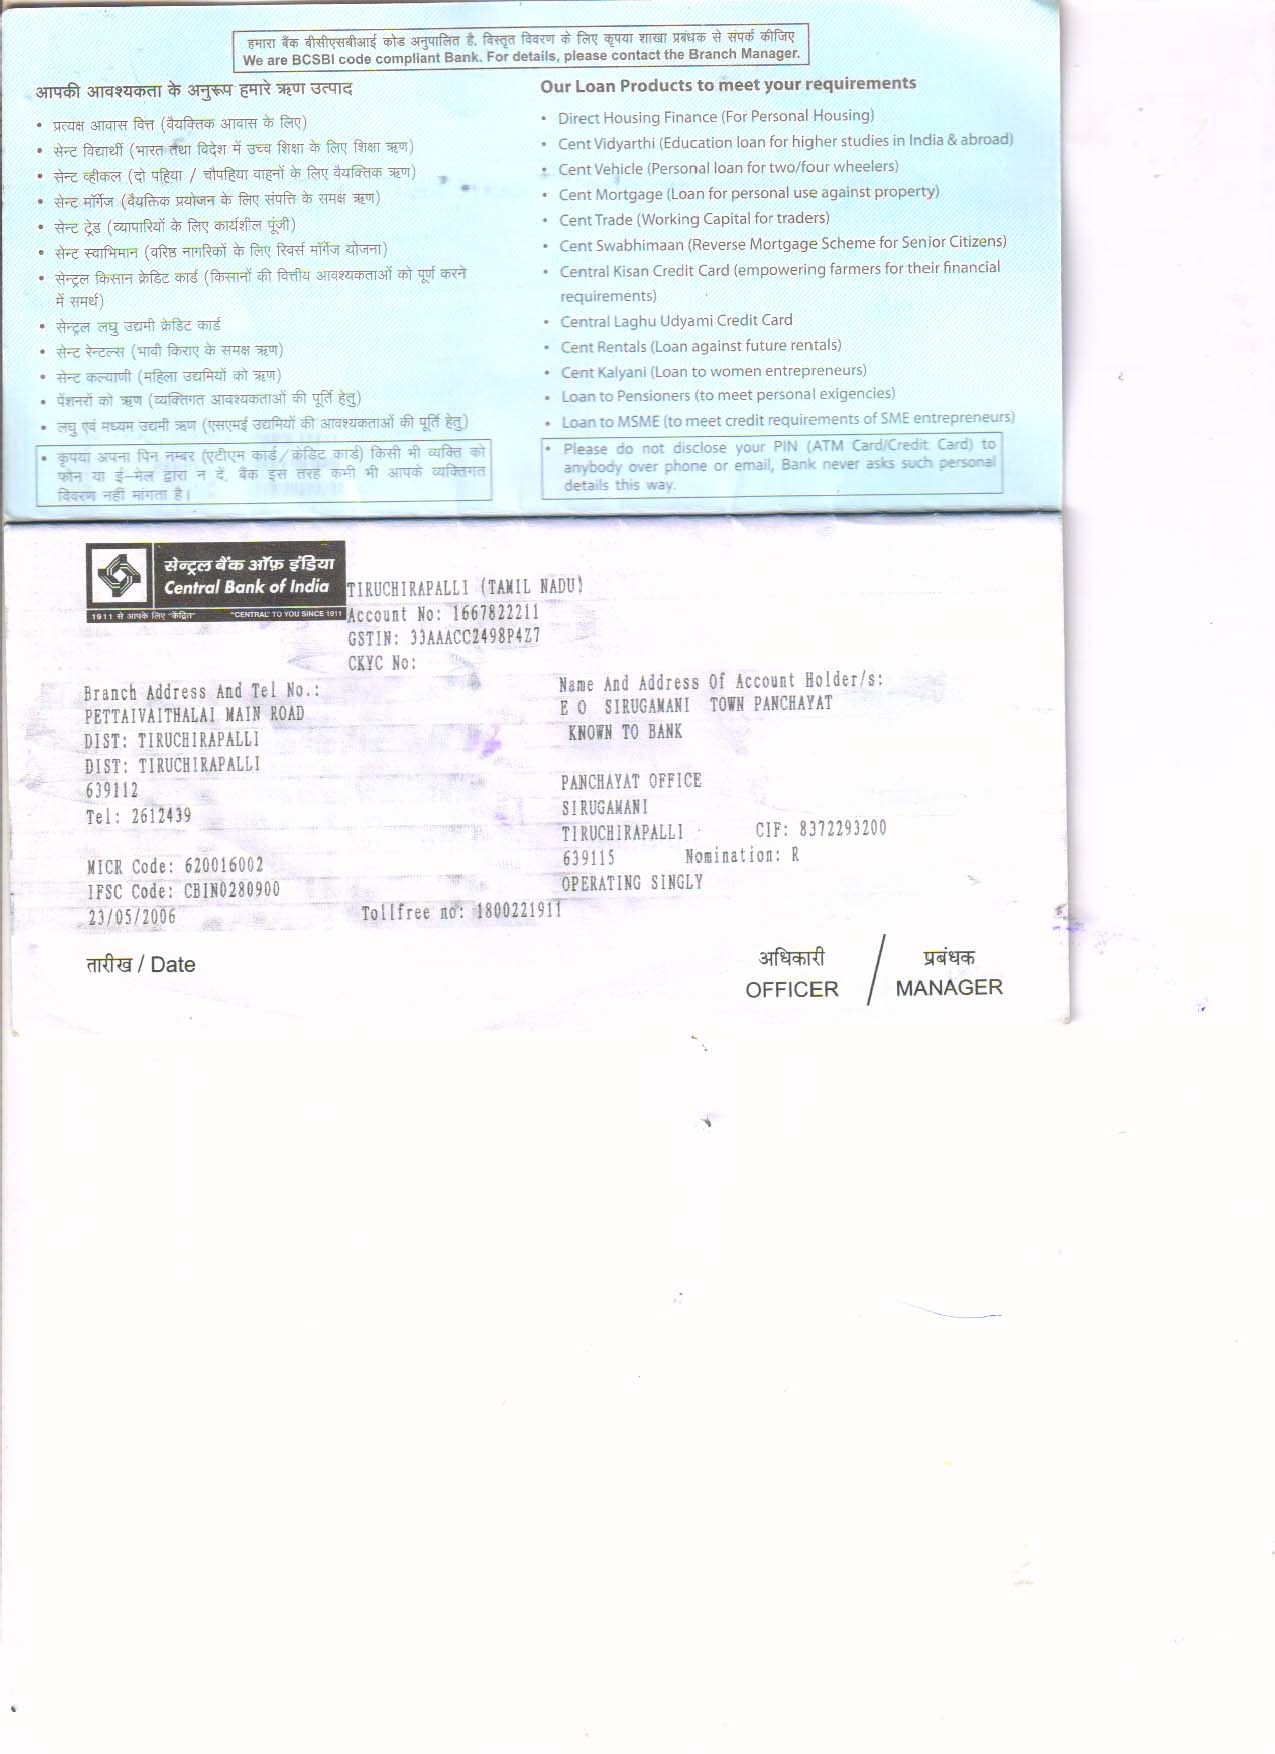 हमारा बैंक बीसीएसबीआई कोड अनुपालित है. विस्तृत विवरण के लिए कृपया शाखा प्रबंधक से संपर्क कीजिए
We are BCSBI code compliant Bank. For details, please contact the Branch Manager.
आपकी आवश्यकता के अनुरूप हमारे ऋण उत्पाद
• प्रत्यक्ष आवास वित्त (वैयक्तिक आवास के लिए)
• सेन्ट विद्यार्थी (भारत तथा विदेश में उच्च शिक्षा के लिए शिक्षा ऋण)
• सेन्ट व्हीकल (दो पहिया / चौपहिया वाहनों के लिए वैयक्तिक ऋण)
• सेन्ट मॉर्गेज (वैयक्तिक प्रयोजन के लिए संपत्ति के समक्ष ऋण)
• सेन्ट ट्रेड (व्यापारियों के लिए कार्यशील पूंजी)
• सेन्ट स्वाभिमान (वरिष्ठ नागरिकों के लिए रिवर्स मॉर्गेज योजना)
• सेन्ट्रल किसान क्रेडिट कार्ड (किसानों की वित्तीय आवश्यकताओं को पूर्ण करने
में समर्थ)
• सेन्ट्रल लघु उद्यमी क्रेडिट कार्ड
• सेन्ट रेन्टल्स (भावी किराए के समक्ष ऋण)
• सेन्ट कल्याणी (महिला उद्यमियों को ऋण)
• पेंशनरों को ऋण (व्यक्तिगत आवश्यकताओं की पूर्ति हेतु)
• लघु एवं मध्यम उद्यमी ऋण (एसएमई उद्यमियों की आवश्यकताओं की पूर्ति हेतु)
• कृपया अपना पिन नम्बर (एटीएम कार्ड / क्रेडिट कार्ड) किसी भी व्यक्ति को
फोन या ई-मेल द्वारा न दें. बैंक इस तरह कभी भी आपके व्यक्तिगत
विवरण नहीं मांगता है।
Our Loan Products to meet your requirements
• Direct Housing Finance (For Personal Housing)
• Cent Vidyarthi (Education loan for higher studies in India & abroad)
• Cent Vehicle (Personal loan for two/four wheelers)
• Cent Mortgage (Loan for personal use against property)
• Cent Trade (Working Capital for traders)
• Cent Swabhimaan (Reverse Mortgage Scheme for Senior Citizens)
• Central Kisan Credit Card (empowering farmers for their financial
requirements)
• Central Laghu Udyami Credit Card
• Cent Rentals (Loan against future rentals)
• Cent Kalyani (Loan to women entrepreneurs)
• Loan to Pensioners (to meet personal exigencies)
• Loan to MSME (to meet credit requirements of SME entrepreneurs)
• Please do not disclose your PIN (ATM Card/Credit Card) to
anybody over phone or email, Bank never asks such personal
details this way.
सेन्ट्रल बैंक ऑफ़ इंडिया
Central Bank of India
1911 से आपके लिए "केंद्रित" "CENTRAL" TO YOU SINCE 1911
TIRUCHIRAPALLI (TAMIL NADU)
Account No: 1667822211
GSTIN: 33AAACC2498P4Z7
CKYC No:
Branch Address And Tel No.:
PETTAIVAITHALAI MAIN ROAD
DIST: TIRUCHIRAPALLI
DIST: TIRUCHIRAPALLI
639112
Tel: 2612439
MICR Code: 620016002
IFSC Code: CBIN0280900
23/05/2006 Tollfree no: 1800221911
Name And Address Of Account Holder/s:
E O SIRUGAMANI TOWN PANCHAYAT
KNOWN TO BANK
PANCHAYAT OFFICE
SIRUGAMANI
TIRUCHIRAPALLI CIF: 8372293200
639115 Nomination: R
OPERATING SINGLY
तारीख / Date
अधिकारी / प्रबंधक
OFFICER / MANAGER